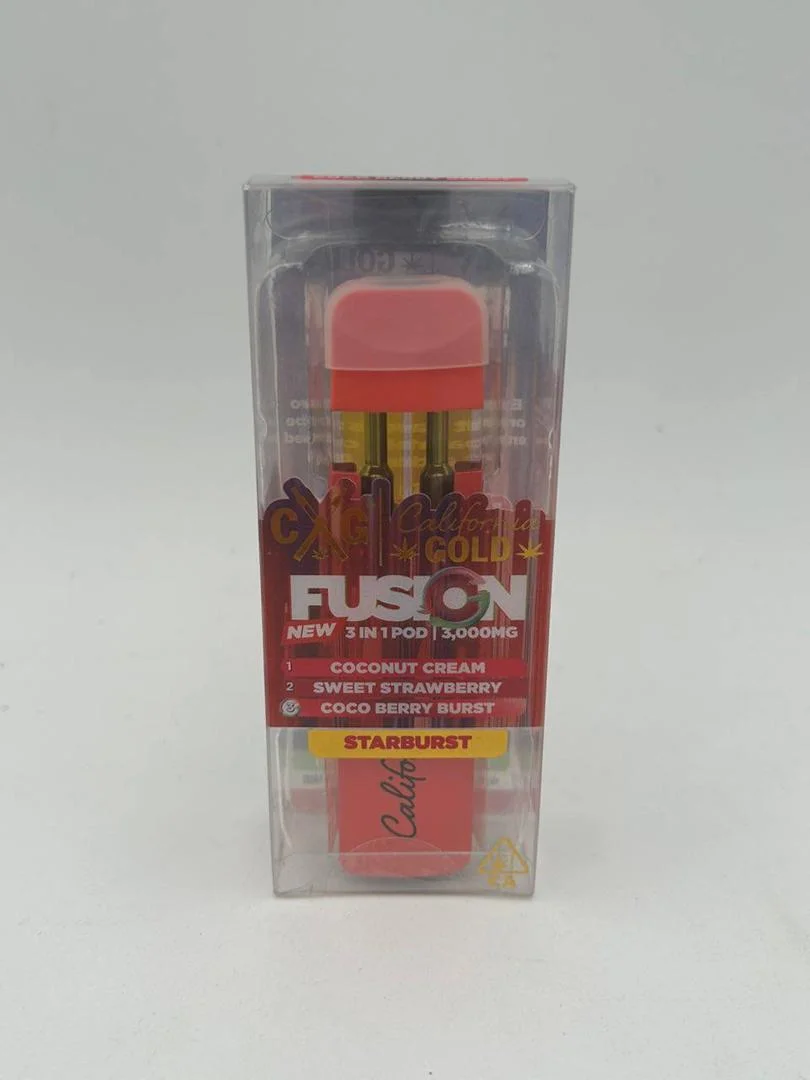 CG
California
GOLD
FUSION
NEW 3 IN 1 POD | 3,000MG
1 COCONUT CREAM
2 SWEET STRAWBERRY
3 COCO BERRY BURST
STARBURST
Califo